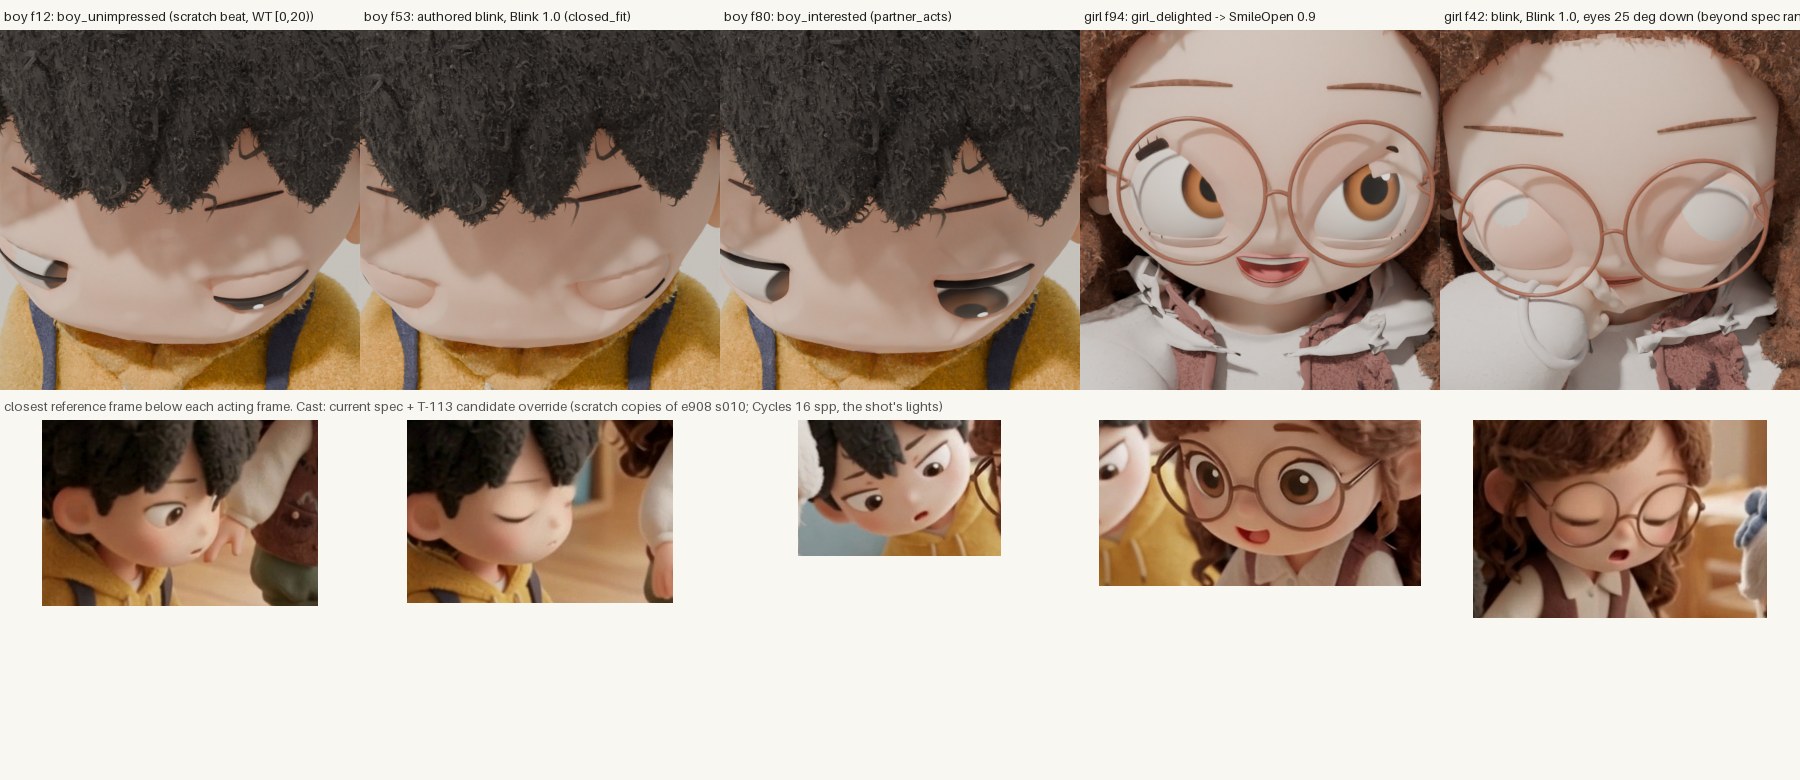 boy f12: boy_unimpressed (scratch beat, WT [0,20))
boy f53: authored blink, Blink 1.0 (closed_fit)
boy f80: boy_interested (partner_acts)
girl f94: girl_delighted -> SmileOpen 0.9
girl f42: blink, Blink 1.0, eyes 25 deg down (beyond spec ran
closest reference frame below each acting frame. Cast: current spec + T-113 candidate override (scratch copies of e908 s010; Cycles 16 spp, the shot's lights)